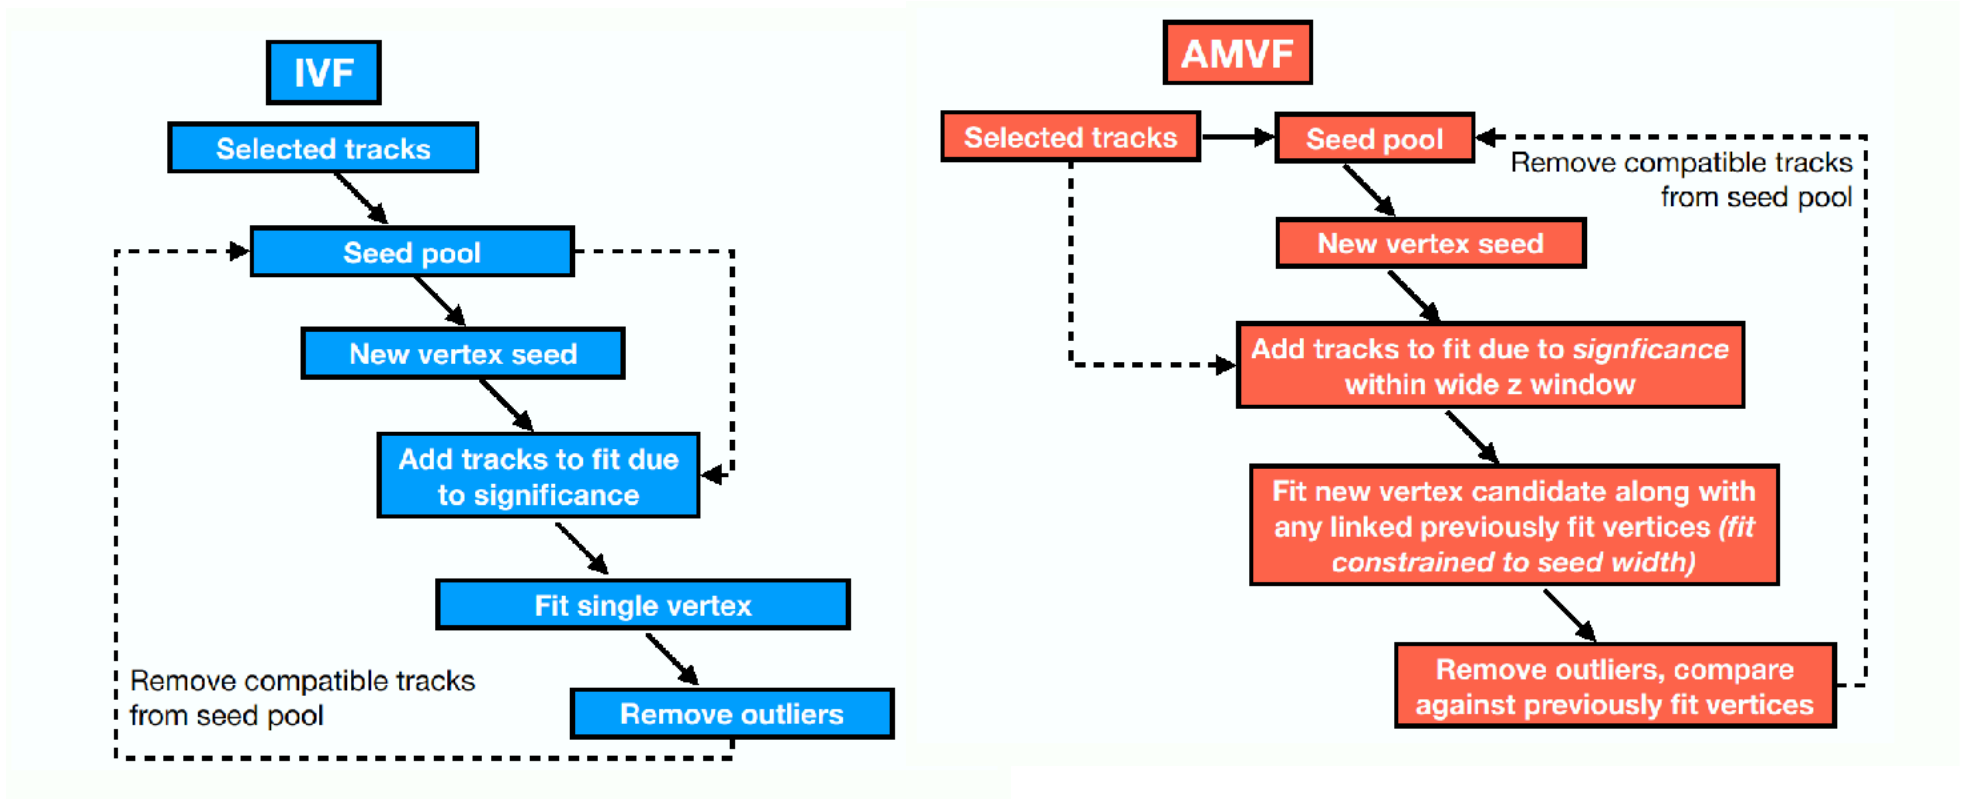 IVF
Selected tracks
Seed pool
New vertex seed
Add tracks to fit due
to significance
Fit single vertex
Remove outliers
Remove compatible tracks
from seed pool
AMVF
Selected tracks
Seed pool
Remove compatible tracks
from seed pool
New vertex seed
Add tracks to fit due to signficance
within wide z window
Fit new vertex candidate along with
any linked previously fit vertices (fit
constrained to seed width)
Remove outliers, compare
against previously fit vertices